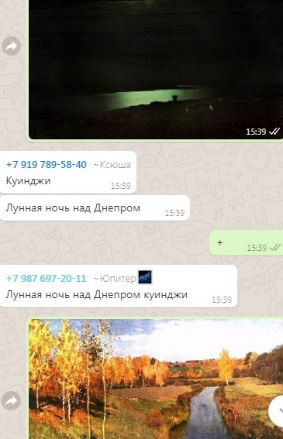 15:39
+7 919 789-58-40 ~Ксюша
Куинджи
15:39
Лунная ночь над Днепром
15:39
+
15:39
+7 987 697-20-11 ~Юпитер
Лунная ночь над Днепром куинджи
15:39